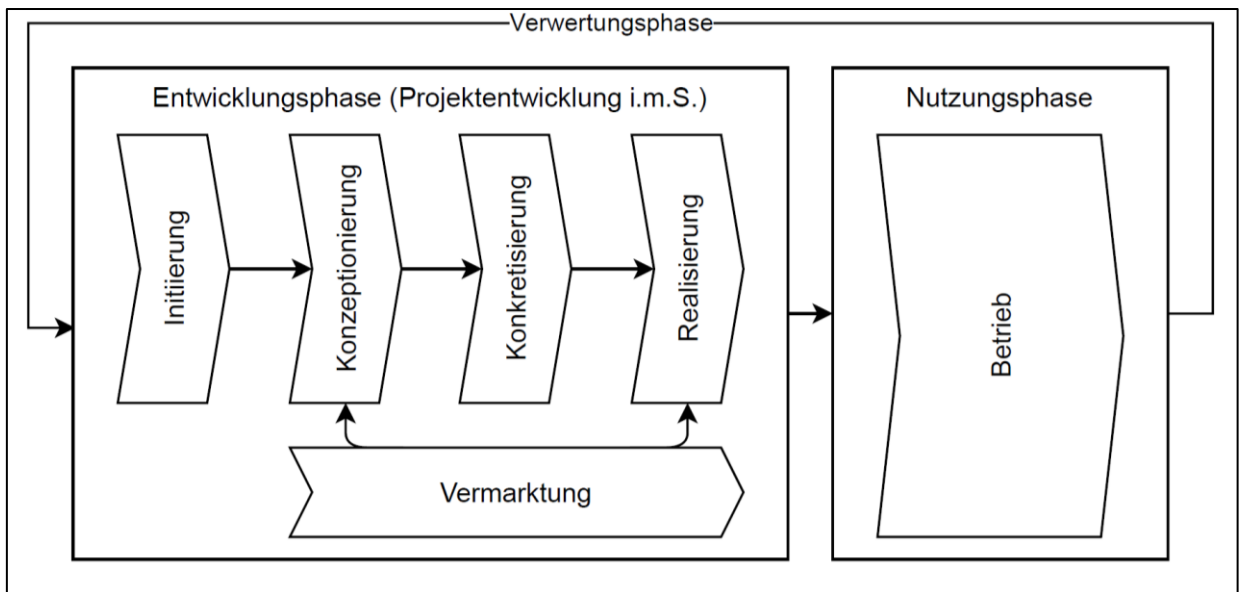 Verwertungsphase
Entwicklungsphase (Projektentwicklung i.m.S.)
Nutzungsphase
Initiierung
Konzeptionierung
Konkretisierung
Realisierung
Betrieb
Vermarktung